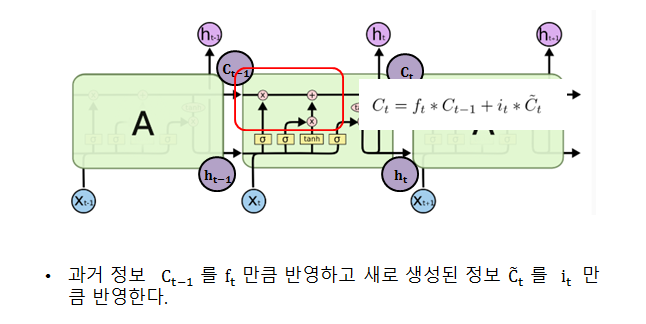 h_{t-1} h_t h_{t+1}
C_{t-1} C_t
A
x + x σ σ tanh σ
C_t = f_t * C_{t-1} + i_t * C̃_t
h_{t-1} h_t
X_{t-1} X_t X_{t+1}
• 과거 정보 C_{t-1} 를 f_t 만큼 반영하고 새로 생성된 정보 C̃_t 를 i_t 만
큼 반영한다.